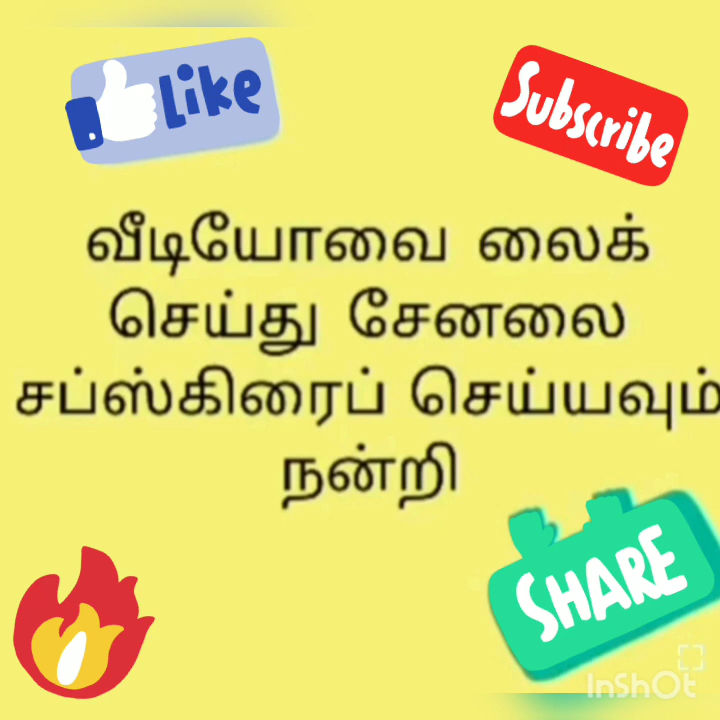 Like
Subscribe
வீடியோவை லைக்
செய்து சேனலை
சப்ஸ்கிரைப் செய்யவும்
நன்றி
SHARE
InShOt